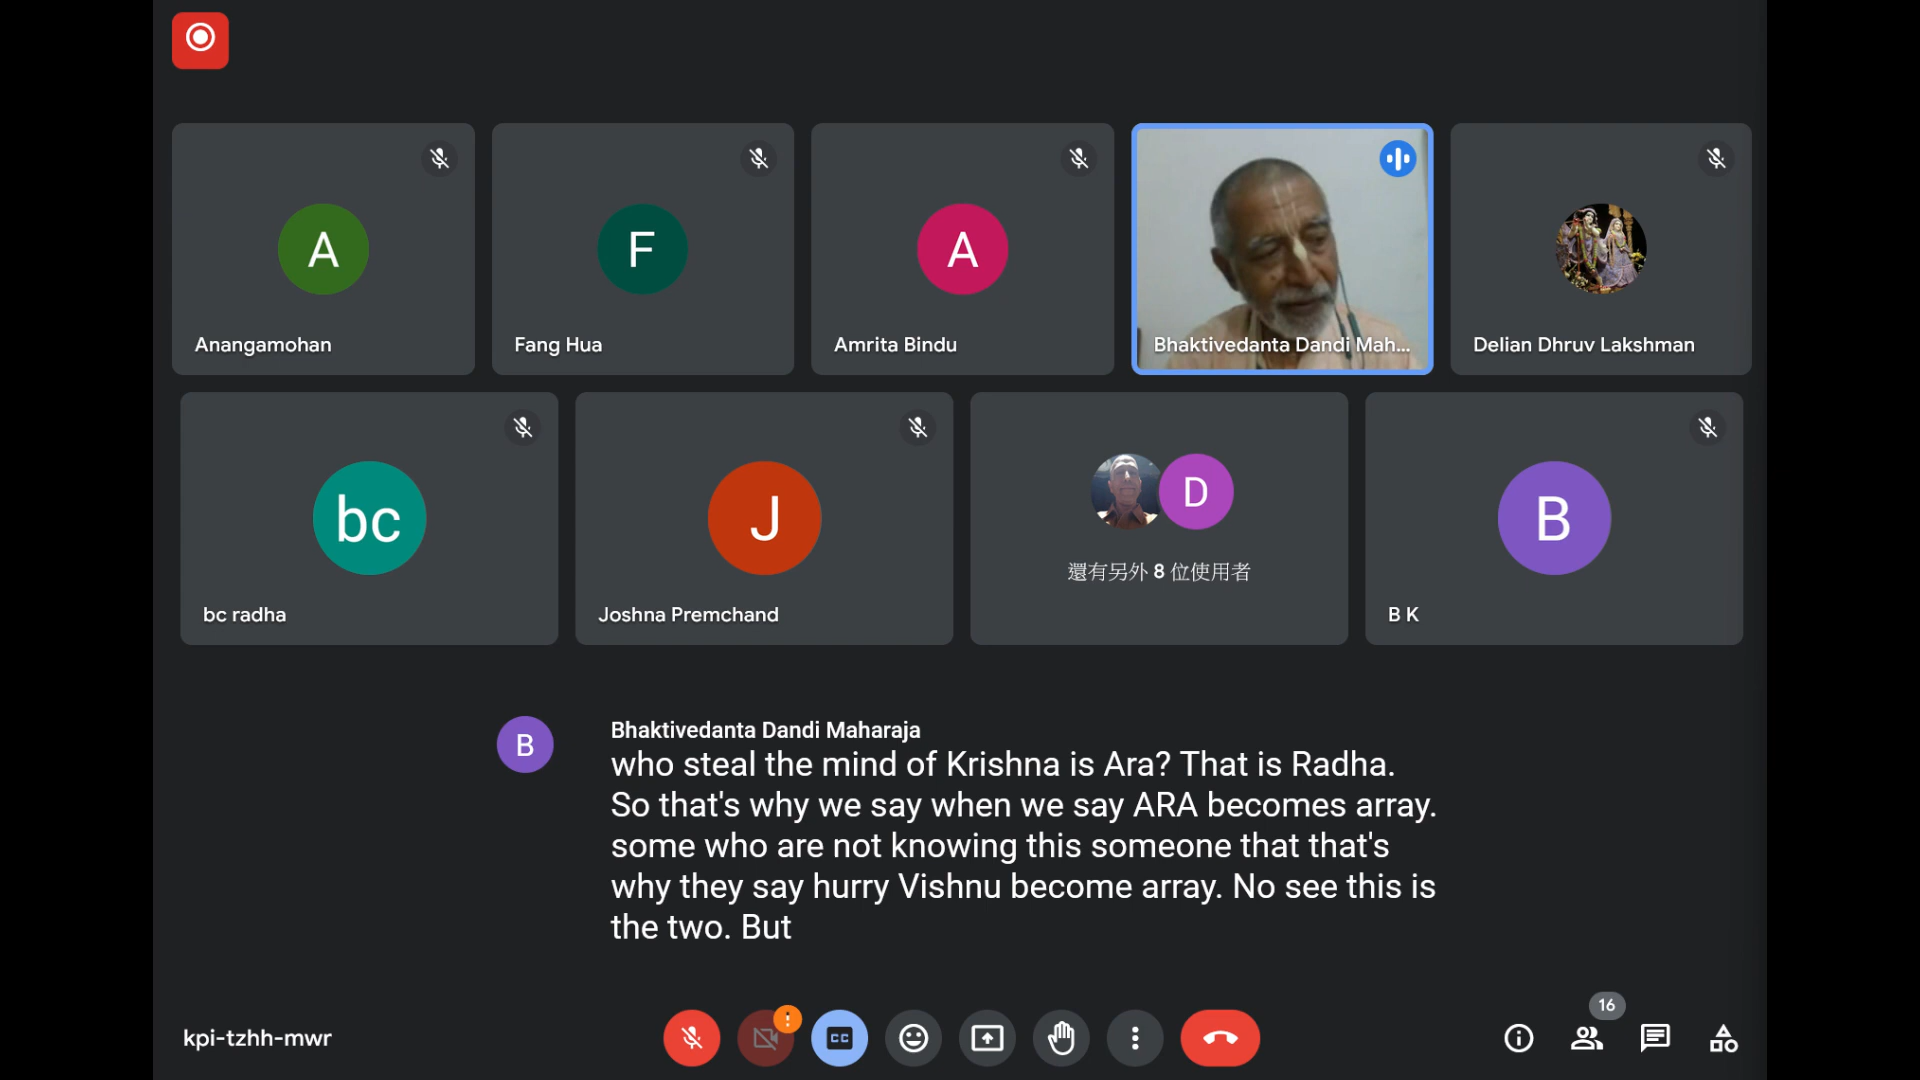 A
F
A
Anangamohan
Fang Hua
Amrita Bindu
Bhaktivedanta Dandi Mah...
Delian Dhruv Lakshman
bc
J
D
B
還有另外 8 位使用者
bc radha
Joshna Premchand
B K
B
Bhaktivedanta Dandi Maharaja
who steal the mind of Krishna is Ara? That is Radha.
So that's why we say when we say ARA becomes array.
some who are not knowing this someone that that's
why they say hurry Vishnu become array. No see this is
the two. But
16
kpi-tzhh-mwr
CC